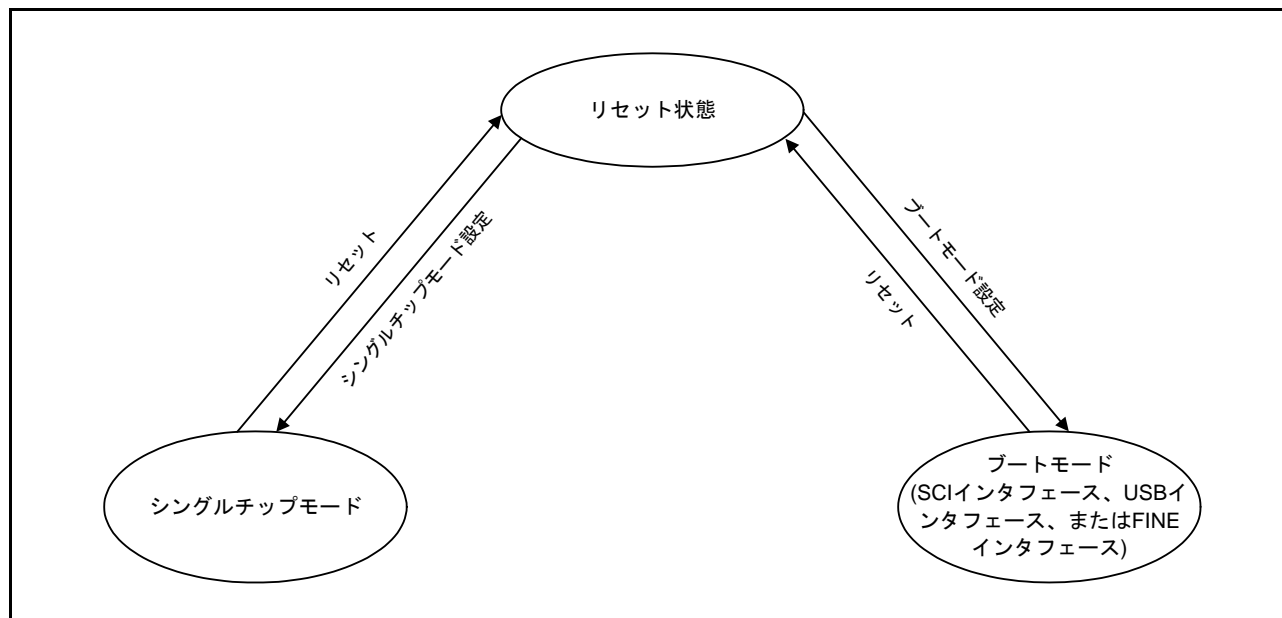 リセット状態
リセット
シングルチップモード設定
ブートモード設定
リセット
シングルチップモード
ブートモード
(SCIインタフェース、USBイ
ンタフェース、またはFINE
インタフェース)